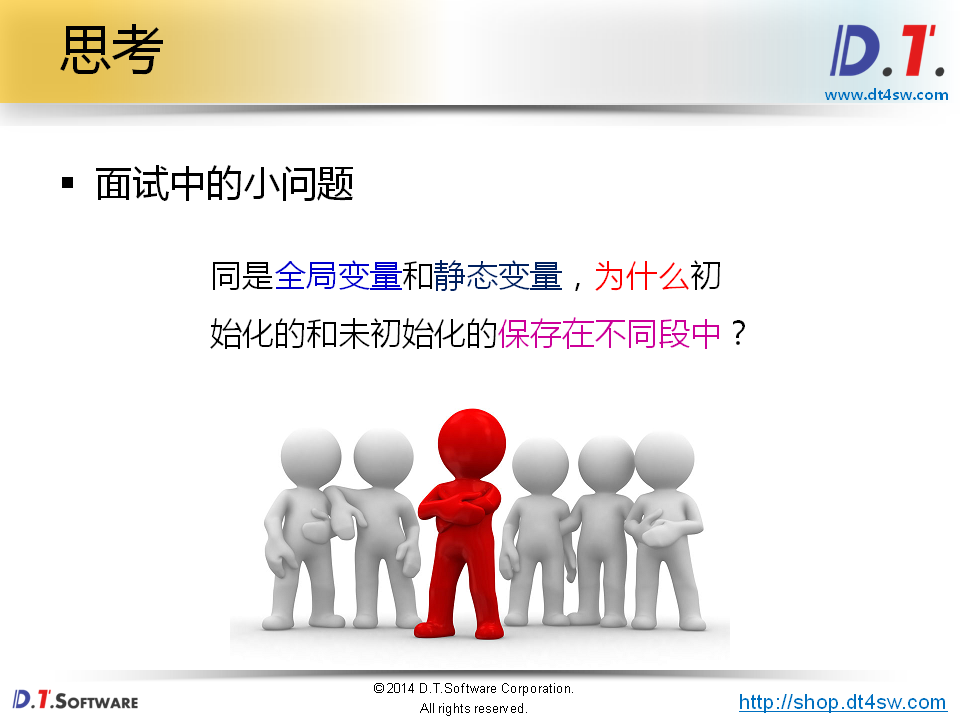 思考
D.T.
www.dt4sw.com
面试中的小问题
同是全局变量和静态变量，为什么初
始化的和未初始化的保存在不同段中？
D.T.SOFTWARE
©2014 D.T.Software Corporation.
All rights reserved.
http://shop.dt4sw.com